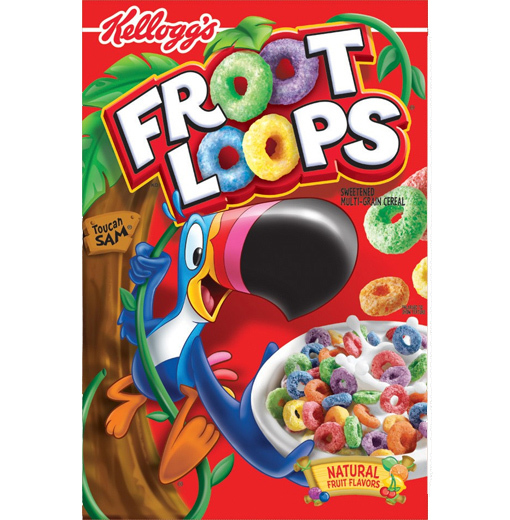 Kellogg's
FROOT
LOOPS
SWEETENED
MULTI-GRAIN CEREAL
Toucan
SAM
NATURAL
FRUIT FLAVORS